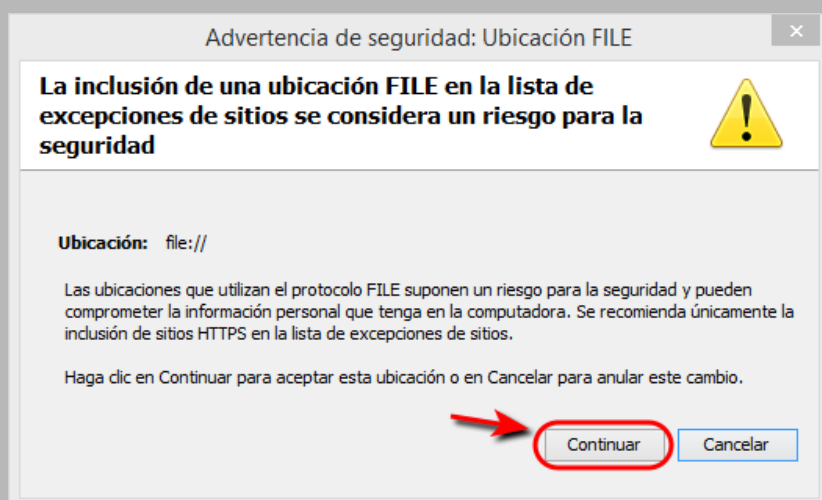 Advertencia de seguridad: Ubicación FILE
La inclusión de una ubicación FILE en la lista de
excepciones de sitios se considera un riesgo para la
seguridad
Ubicación: file://
Las ubicaciones que utilizan el protocolo FILE suponen un riesgo para la seguridad y pueden
comprometer la información personal que tenga en la computadora. Se recomienda únicamente la
inclusión de sitios HTTPS en la lista de excepciones de sitios.
Haga clic en Continuar para aceptar esta ubicación o en Cancelar para anular este cambio.
Continuar Cancelar